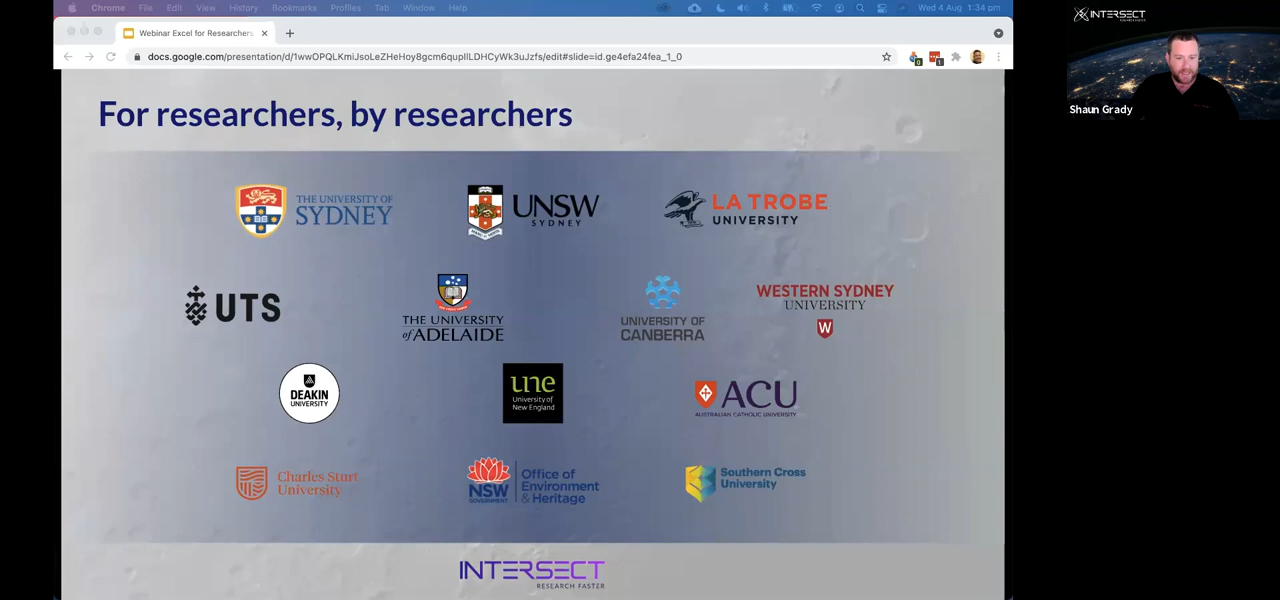 Chrome File Edit View History Bookmarks Profiles Tab Window Help
Wed 4 Aug 1:34 pm
Webinar Excel for Researchers
docs.google.com/presentation/d/1wwOPQLKmiJsoLeZHeHoy8gcm6qupIILDHCyWk3uJzfs/edit#slide=id.ge4efa24fea_1_0
INTERSECT
Shaun Grady
For researchers, by researchers
THE UNIVERSITY OF
SYDNEY
UNSW
SYDNEY
LA TROBE
UNIVERSITY
UTS
THE UNIVERSITY
of ADELAIDE
UNIVERSITY OF
CANBERRA
WESTERN SYDNEY
UNIVERSITY
W
DEAKIN
UNIVERSITY
une
University of
New England
ACU
AUSTRALIAN CATHOLIC UNIVERSITY
Charles Sturt
University
NSW
GOVERNMENT
Office of
Environment
& Heritage
Southern Cross
University
INTERSECT
RESEARCH FASTER